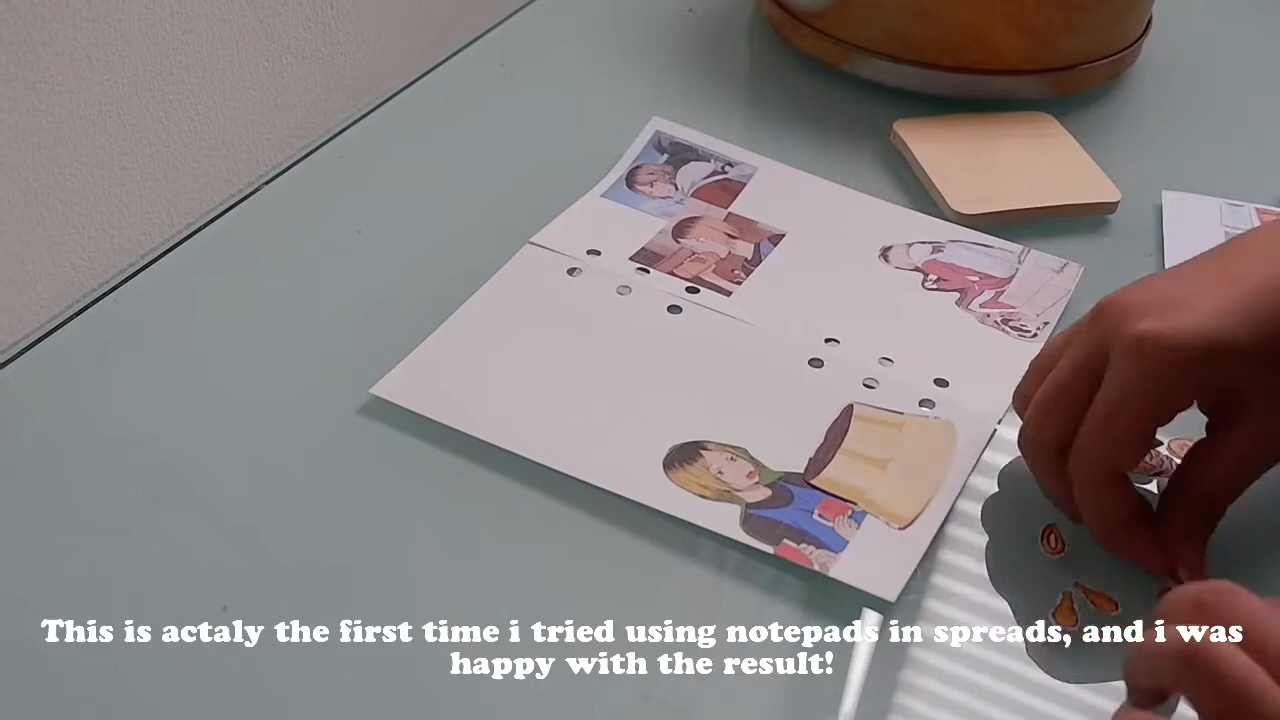 This is actaly the first time i tried using notepads in spreads, and i was
happy with the result!